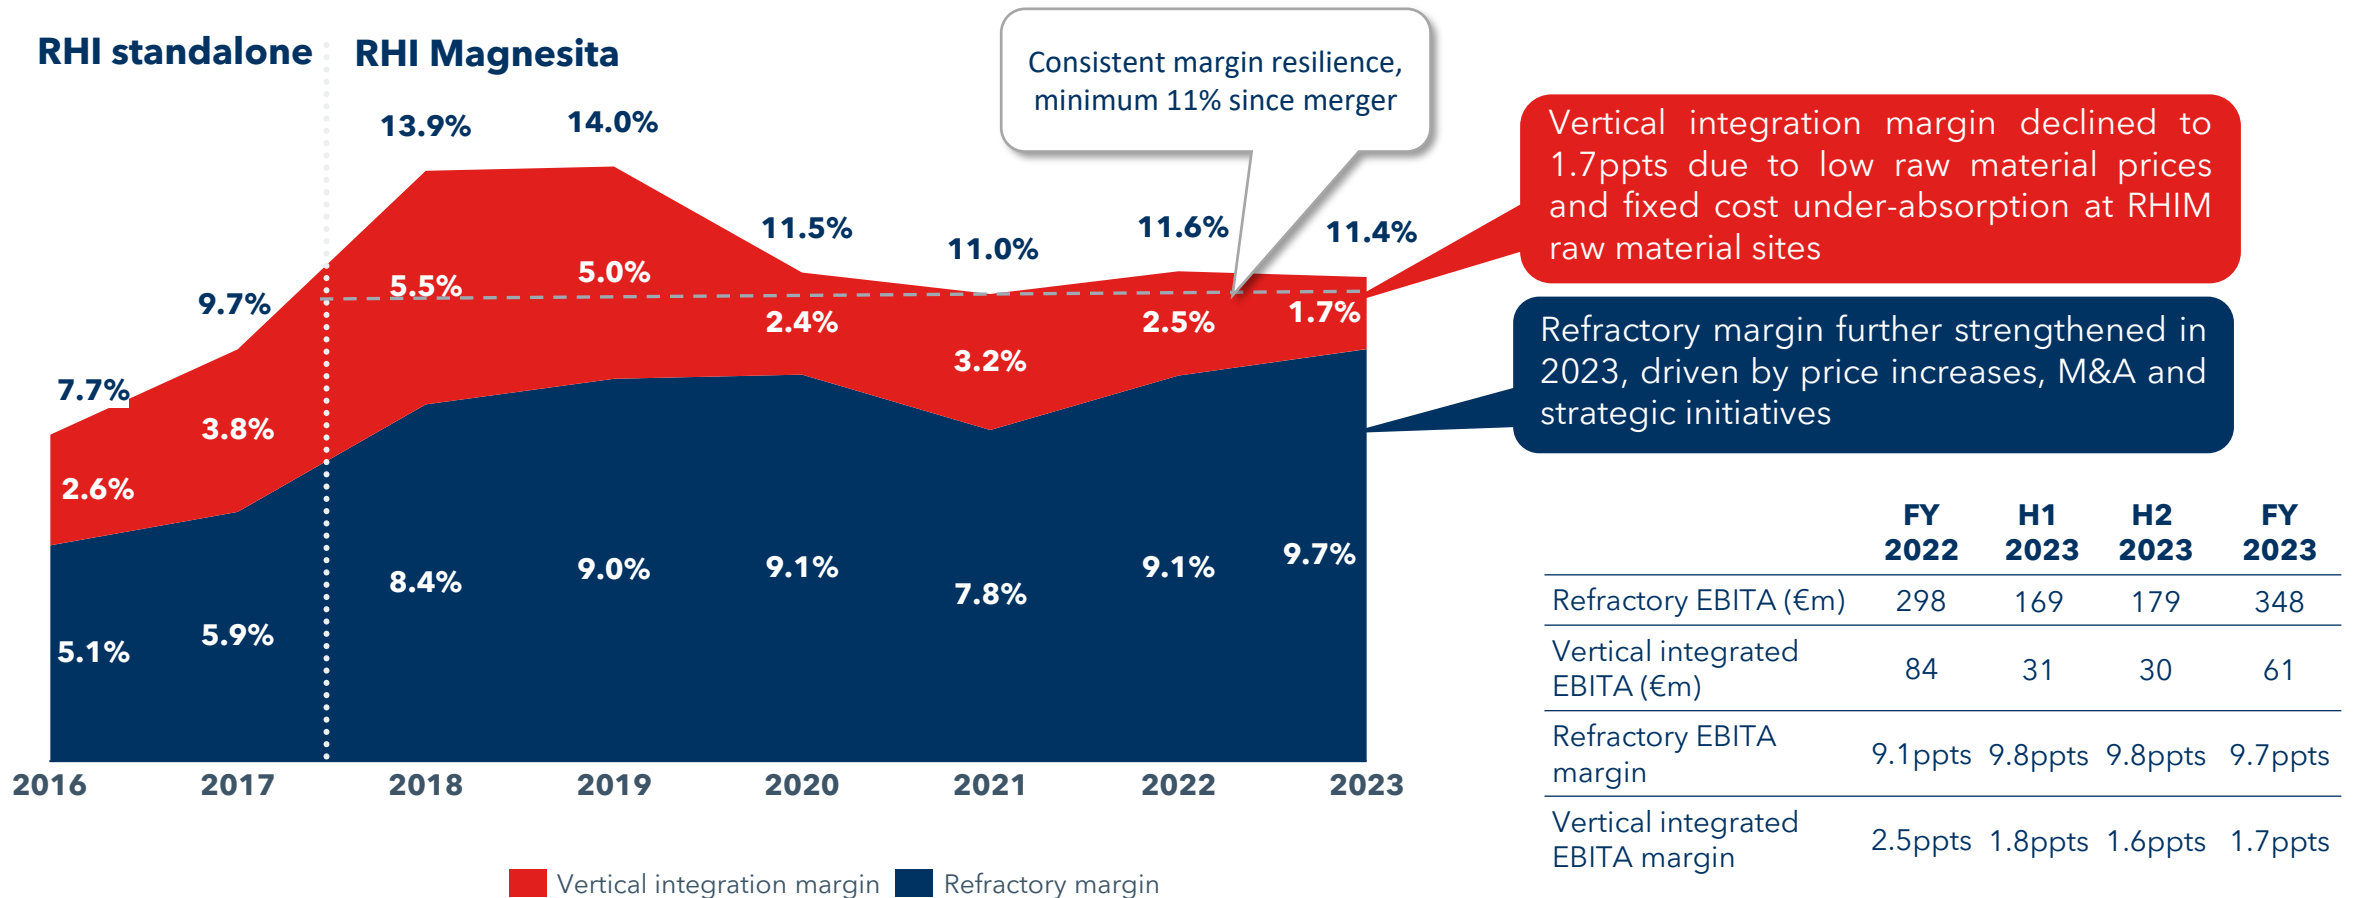 RHI standalone
RHI Magnesita
Consistent margin resilience,
minimum 11% since merger
7.7%
9.7%
13.9%
14.0%
11.5%
11.0%
11.6%
11.4%
2.6%
3.8%
5.5%
5.0%
2.4%
3.2%
2.5%
1.7%
5.1%
5.9%
8.4%
9.0%
9.1%
7.8%
9.1%
9.7%
2016 2017 2018 2019 2020 2021 2022 2023
Vertical integration margin Refractory margin
Vertical integration margin declined to
1.7ppts due to low raw material prices
and fixed cost under-absorption at RHIM
raw material sites
Refractory margin further strengthened in
2023, driven by price increases, M&A and
strategic initiatives
FY H1 H2 FY
2022 2023 2023 2023
Refractory EBITA (€m) 298 169 179 348
Vertical integrated
EBITA (€m) 84 31 30 61
Refractory EBITA
margin 9.1ppts 9.8ppts 9.8ppts 9.7ppts
Vertical integrated
EBITA margin 2.5ppts 1.8ppts 1.6ppts 1.7ppts